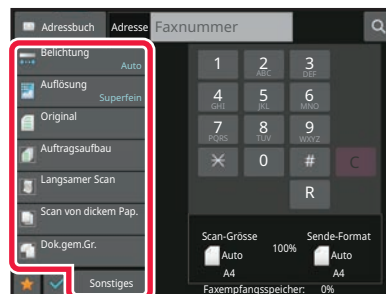 Adressbuch Adresse Faxnummer
Belichtung
Auto
Auflösung
Superfein
Original
Auftragsaufbau
Langsamer Scan
Scan von dickem Pap.
Dok.gem.Gr.
Sonstiges
1 2 3
ABC DEF
4 5 6
GHI JKL MNO
7 8 9
PQRS TUV WXYZ
0 # C
R
Scan-Grösse Sende-Format
Auto 100% Auto
A4 A4
Faxempfangsspeicher: 0%